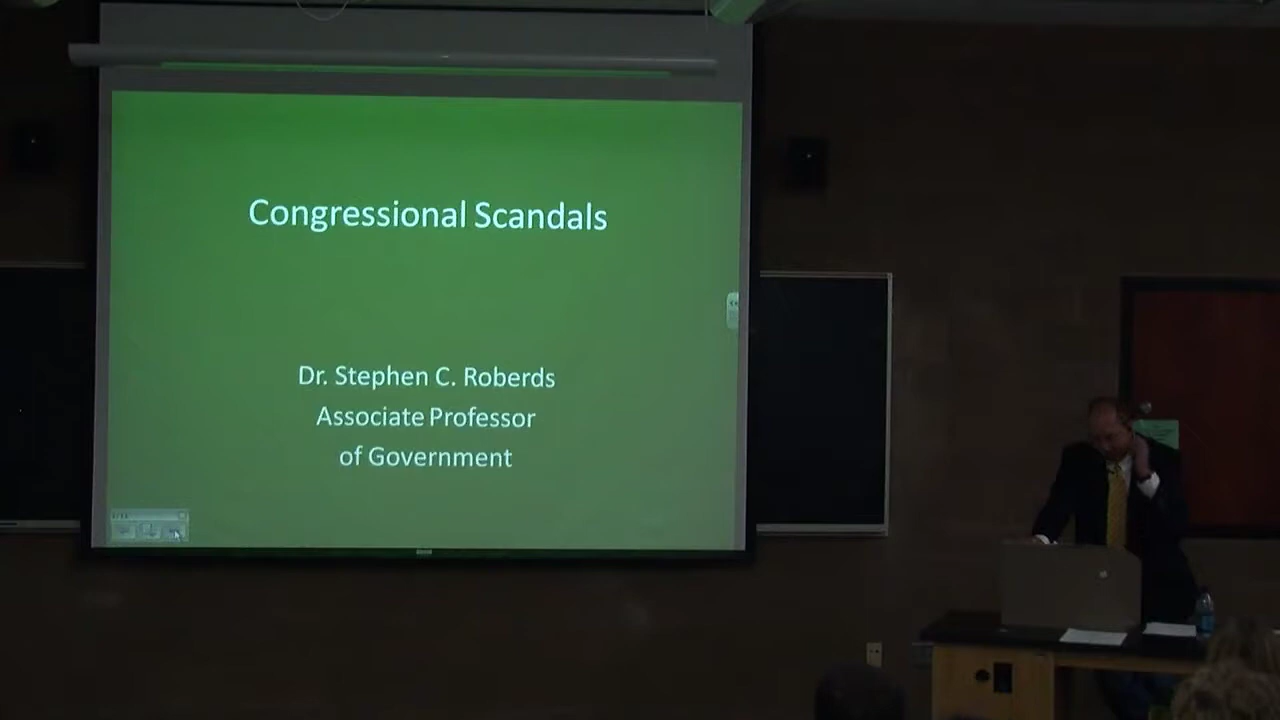 Congressional Scandals
Dr. Stephen C. Roberds
Associate Professor
of Government